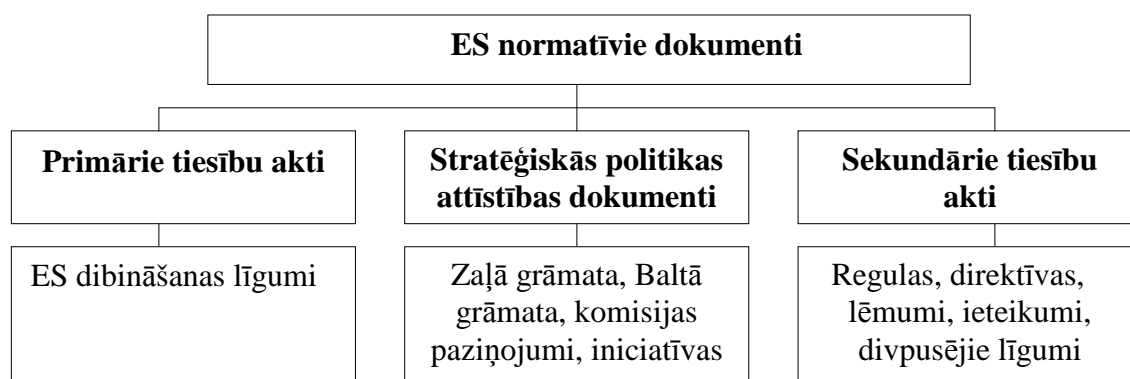 ES normatīvie dokumenti
Primārie tiesību akti
Stratēģiskās politikas
attīstības dokumenti
Sekundārie tiesību
akti
ES dibināšanas līgumi
Zaļā grāmata, Baltā
grāmata, komisijas
paziņojumi, iniciatīvas
Regulas, direktīvas,
lēmumi, ieteikumi,
divpusējie līgumi